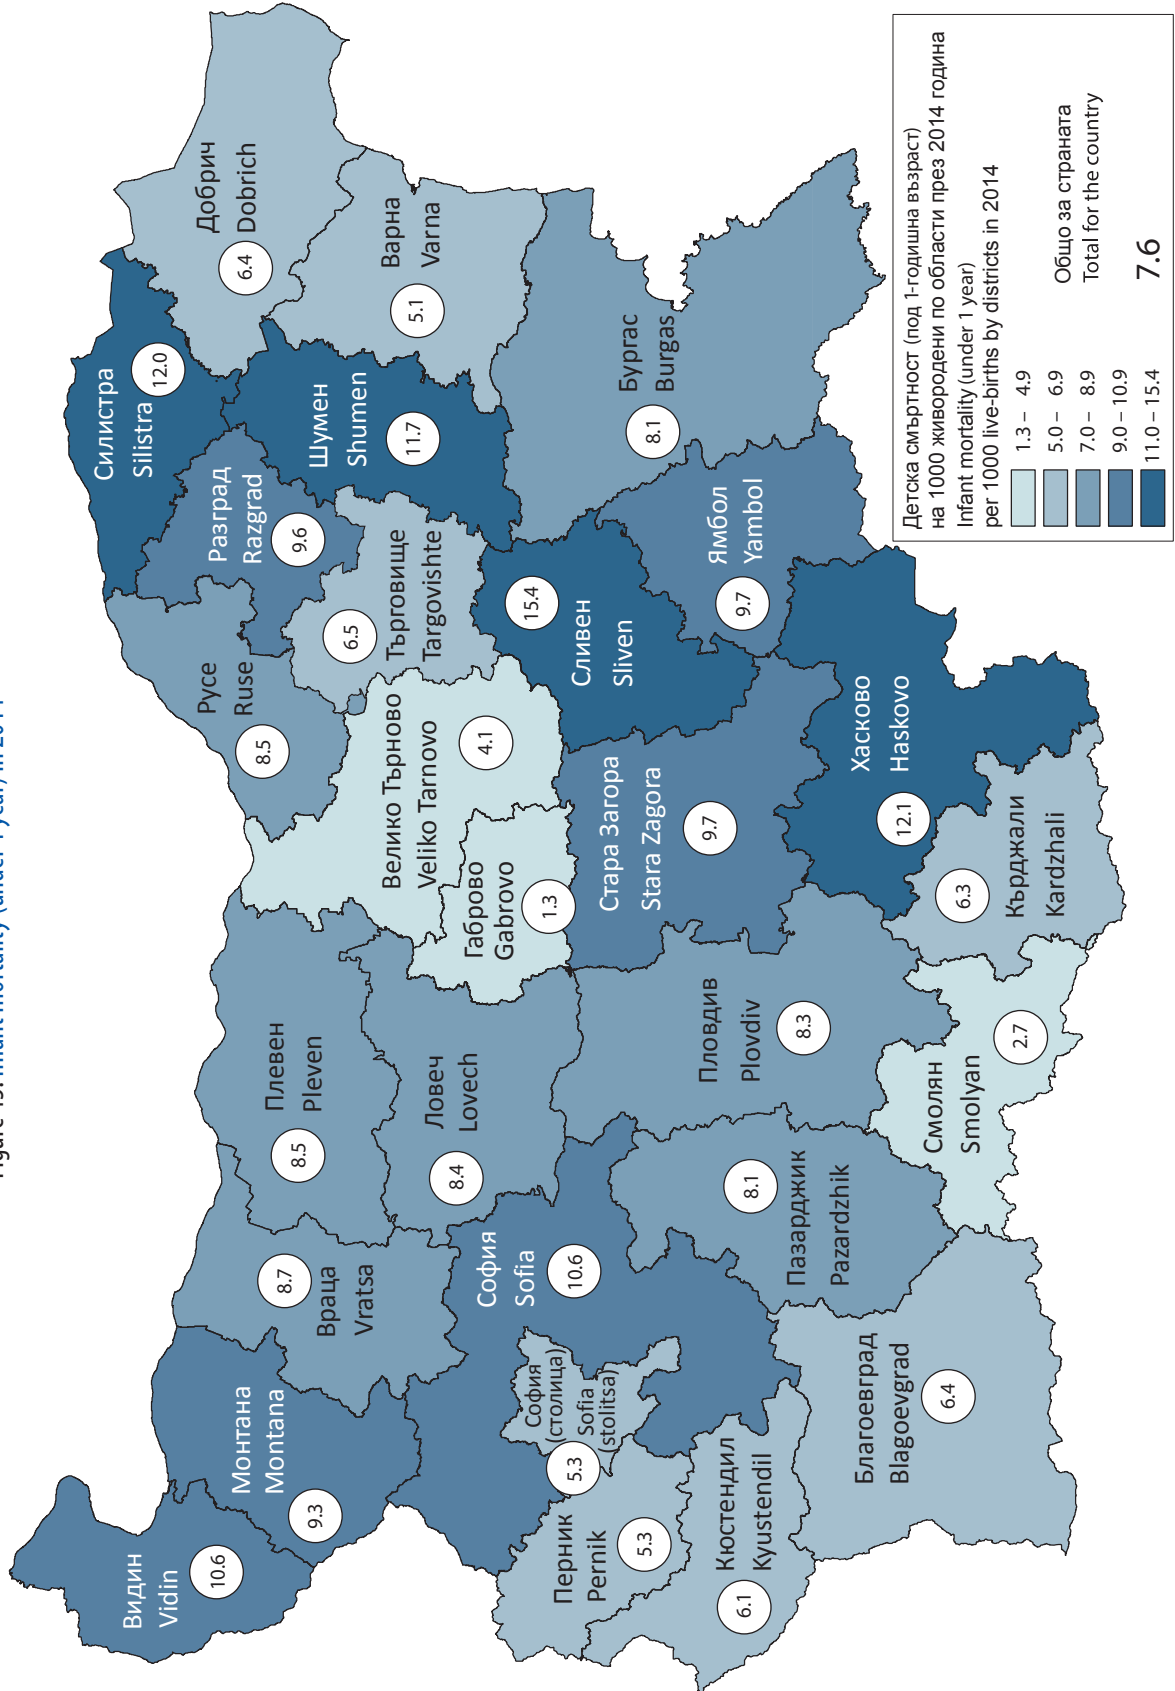 Figure Infant mortality (under 1 year) in 2014
Видин
Vidin
10.6
Монтана
Montana
9.3
Враца
Vratsa
8.7
Плевен
Pleven
8.5
Ловеч
Lovech
8.4
Велико Търново
Veliko Tarnovo
4.1
Габрово
Gabrovo
1.3
Русе
Ruse
8.5
Разград
Razgrad
9.6
Силистра
Silistra
12.0
Добрич
Dobrich
6.4
Шумен
Shumen
11.7
Търговище
Targovishte
6.5
Варна
Varna
5.1
София
Sofia
10.6
София
(столица)
Sofia
(stolitsa)
5.3
Перник
Pernik
5.3
Кюстендил
Kyustendil
6.1
Благоевград
Blagoevgrad
6.4
Пазарджик
Pazardzhik
8.1
Пловдив
Plovdiv
8.3
Смолян
Smolyan
2.7
Стара Загора
Stara Zagora
9.7
Сливен
Sliven
15.4
Ямбол
Yambol
9.7
Бургас
Burgas
8.1
Хасково
Haskovo
12.1
Кърджали
Kardzhali
6.3
Детска смъртност (под 1-годишна възраст)
на 1000 живородени по области през 2014 година
Infant mortality (under 1 year)
per 1000 live-births by districts in 2014
1.3 – 4.9
5.0 – 6.9
7.0 – 8.9
9.0 – 10.9
11.0 – 15.4
Общо за страната
Total for the country
7.6